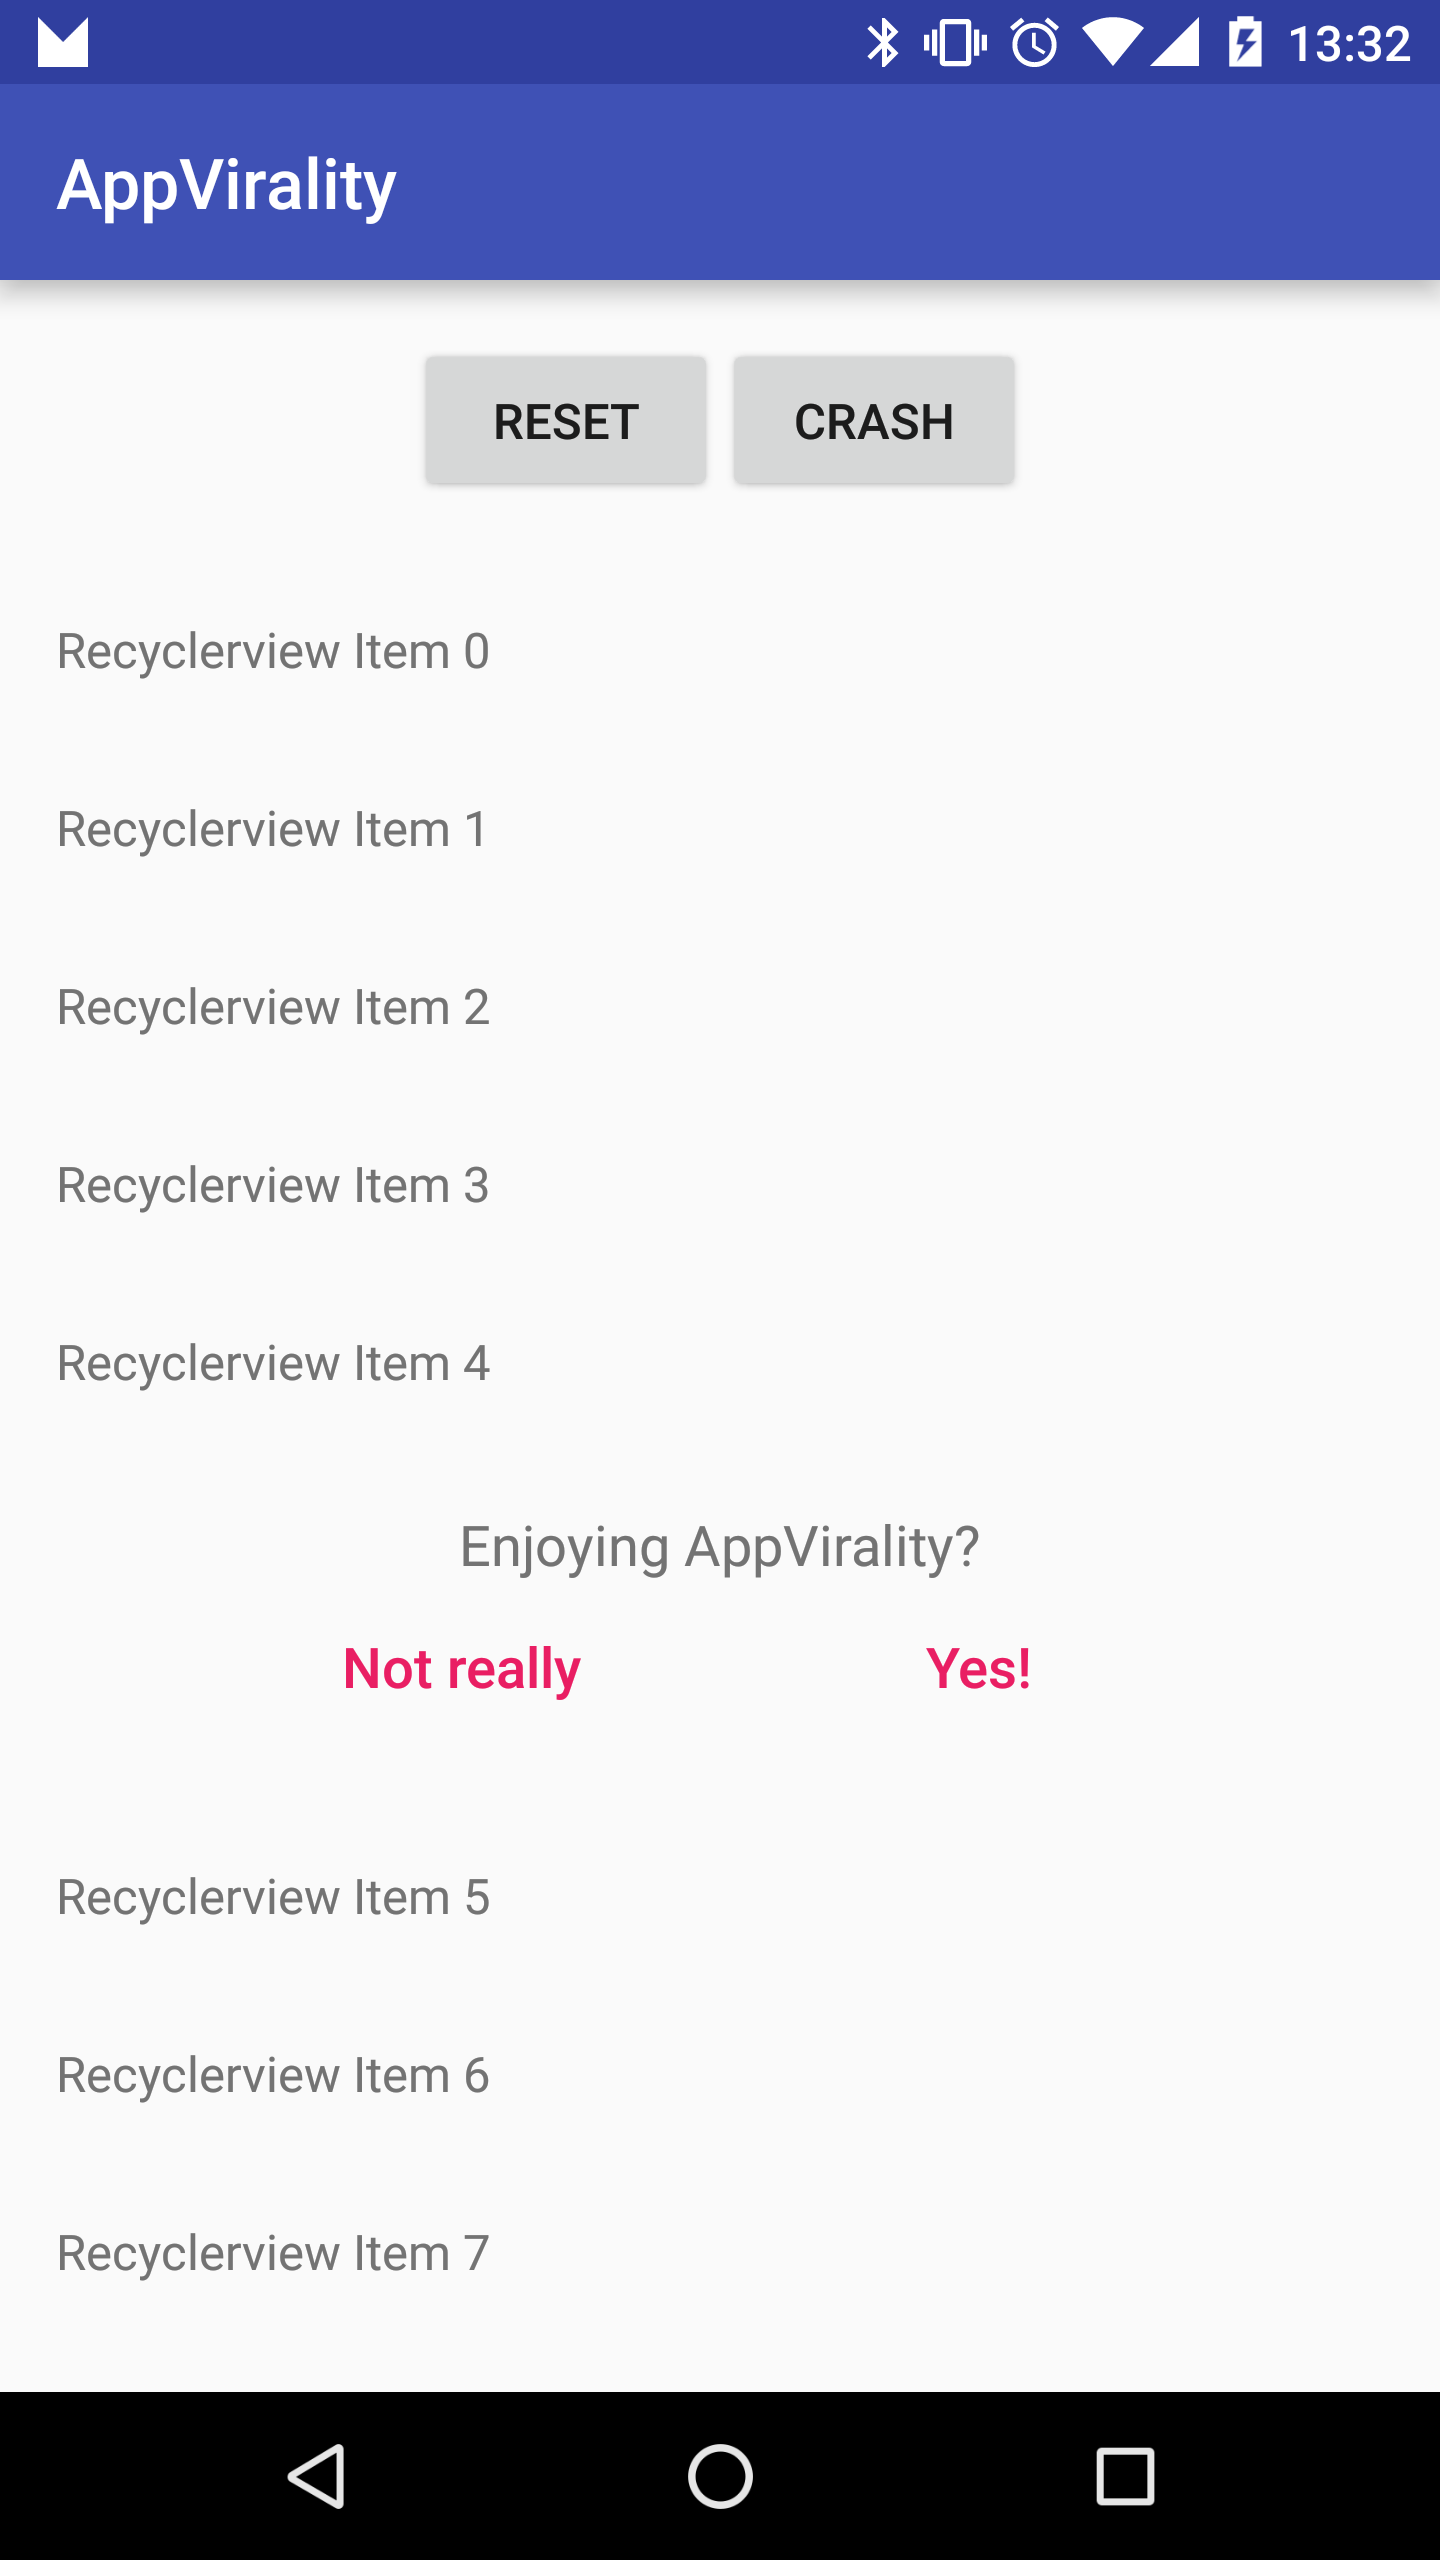 13:32
AppVirality
RESET CRASH
Recyclerview Item 0
Recyclerview Item 1
Recyclerview Item 2
Recyclerview Item 3
Recyclerview Item 4
Enjoying AppVirality?
Not really Yes!
Recyclerview Item 5
Recyclerview Item 6
Recyclerview Item 7